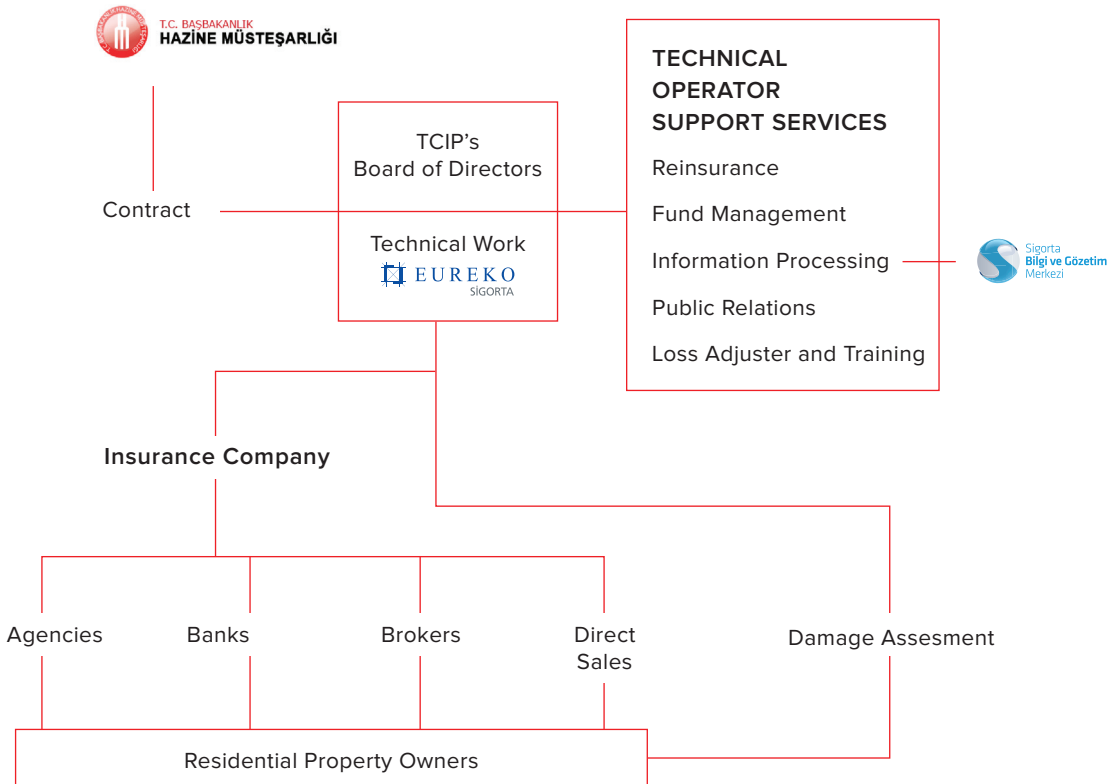 T.C. BAŞBAKANLIK
HAZİNE MÜSTEŞARLIĞI
Contract
TCIP’s
Board of Directors
Technical Work
EUREKO
SİGORTA
TECHNICAL
OPERATOR
SUPPORT SERVICES
Reinsurance
Fund Management
Information Processing
Public Relations
Loss Adjuster and Training
Sigorta
Bilgi ve Gözetim
Merkezi
Insurance Company
Agencies
Banks
Brokers
Direct
Sales
Damage Assesment
Residential Property Owners